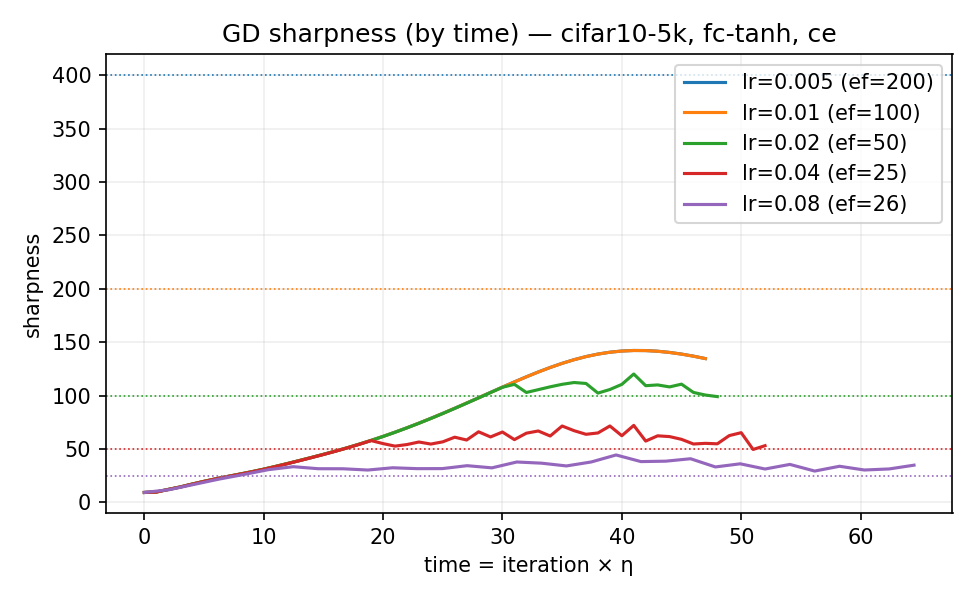 GD sharpness (by time) — cifar10-5k, fc-tanh, ce
400
350
300
250
200
150
100
50
0
sharpness
lr=0.005 (ef=200)
lr=0.01 (ef=100)
lr=0.02 (ef=50)
lr=0.04 (ef=25)
lr=0.08 (ef=26)
0 10 20 30 40 50 60
time = iteration × η